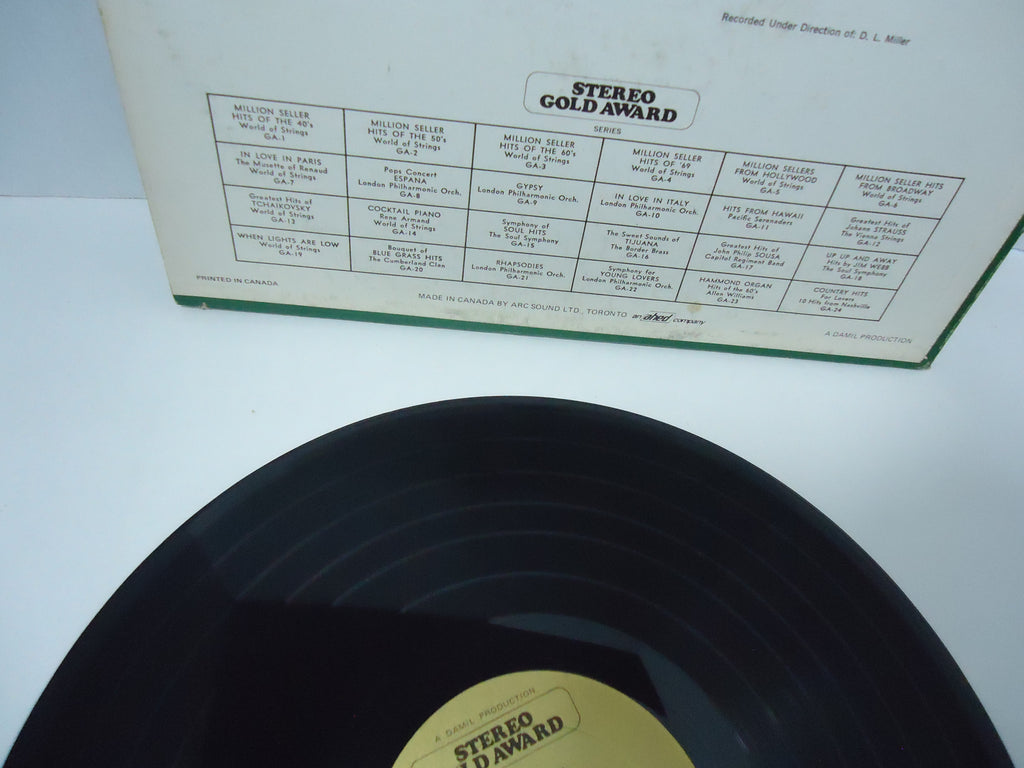 Recorded Under Direction of: D. L. Miller
STEREO
GOLD AWARD
SERIES
MILLION SELLER
HITS OF THE 40's
World of Strings
GA-1
MILLION SELLER
HITS OF THE 50's
World of Strings
GA-2
MILLION SELLER
HITS OF THE 60's
World of Strings
GA-3
MILLION SELLER
HITS OF '69
World of Strings
GA-4
MILLION SELLERS
FROM HOLLYWOOD
World of Strings
GA-5
MILLION SELLER HITS
FROM BROADWAY
World of Strings
GA-6
IN LOVE IN PARIS
The Musette of Renaud
World of Strings
GA-7
Pops Concert
ESPANA
London Philharmonic Orch.
GA-8
GYPSY
London Philharmonic Orch.
GA-9
IN LOVE IN ITALY
London Philharmonic Orch.
GA-10
HITS FROM HAWAII
Pacific Serenaders
GA-11
Greatest Hits of
Johann STRAUSS
The Vienna Strings
GA-12
Greatest Hits of
TCHAIKOVSKY
World of Strings
GA-13
COCKTAIL PIANO
Rene Armand
World of Strings
GA-14
Symphony of
SOUL HITS
The Soul Symphony
GA-15
The Sweet Sounds of
TIJUANA
The Border Brass
GA-16
Greatest Hits of
John Philip SOUSA
Capitol Regiment Band
GA-17
UP UP AND AWAY
Hits by JIM WEBB
The Soul Symphony
GA-18
WHEN LIGHTS ARE LOW
World of Strings
GA-19
Bouquet of
BLUE GRASS HITS
The Cumberland Clan
GA-20
RHAPSODIES
London Philharmonic Orch.
GA-21
Symphony for
YOUNG LOVERS
London Philharmonic Orch.
GA-22
HAMMOND ORGAN
Hits of the 60's
Allen Williams
GA-23
COUNTRY HITS
For Lovers
10 Hits from Nashville
GA-24
PRINTED IN CANADA
MADE IN CANADA BY ARC SOUND LTD., TORONTO an ahed company
A DAMIL PRODUCTION
A DAMIL PRODUCTION
STEREO
LD AWARD